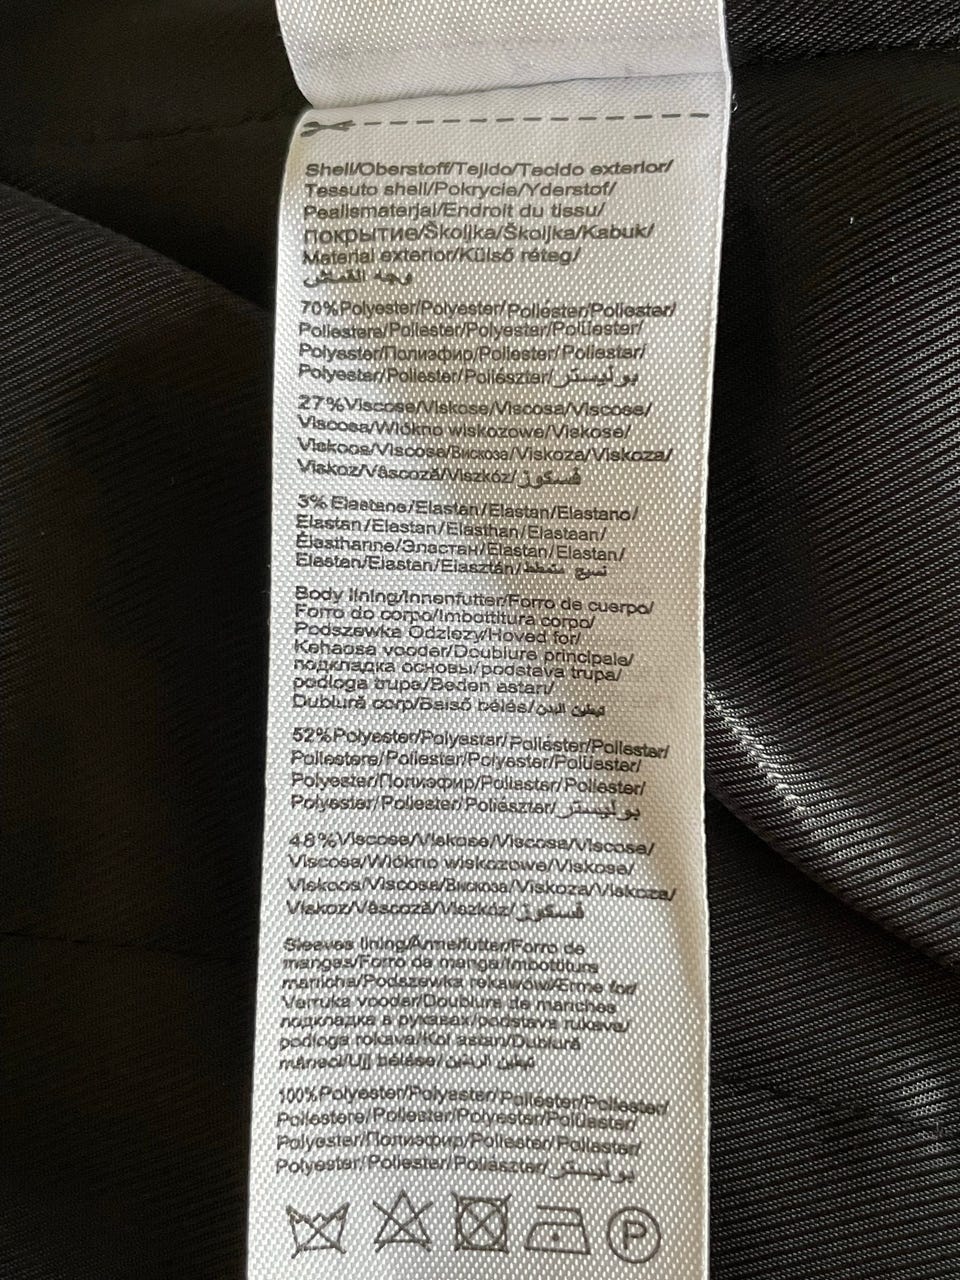 Shell/Oberstoff/Tejido/Tecido exterior/
Tessuto shell/Pokrycie/Yderstof/
Pealismaterjal/Endroit du tissu/
покрытие/Školjka/Školjka/Kabuk/
Material exterior/Külső réteg/
وجه القماش
70%Polyester/Polyester/Poliéster/Poliester/
Poliestere/Poliester/Polyester/Polüester/
Polyester/Полиэфир/Poliester/Poliester/
Polyester/Poliester/Poliészter/بوليستر
27%Viscose/Viskose/Viscosa/Viscose/
Viscosa/Włókno wiskozowe/Viskose/
Viskoos/Viscose/Вискоза/Viskoza/Viskoza/
Viskoz/Vâscoză/Viszkóz/فسكوز
3% Elastane/Elastan/Elastan/Elastano/
Elastan/Elastan/Elasthan/Elastaan/
Élasthanne/Эластан/Elastan/Elastan/
Elastan/Elastan/Elasztán/نسيج مطط
Body lining/Innenfutter/Forro de cuerpo/
Forro do corpo/Imbottitura corpo/
Podszewka Odzieży/Hoved for/
Kehaosa vooder/Doublure principale/
подкладка основы/podstava trupa/
podloga trupa/Beden astarı/
Dublură corp/Belső bélés/تبطين البدن
52%Polyester/Polyester/Poliéster/Poliester/
Poliestere/Poliester/Polyester/Polüester/
Polyester/Полиэфир/Poliester/Poliester/
Polyester/Poliester/Poliészter/بوليستر
48%Viscose/Viskose/Viscosa/Viscose/
Viscosa/Włókno wiskozowe/Viskose/
Viskoos/Viscose/Вискоза/Viskoza/Viskoza/
Viskoz/Vâscoză/Viszkóz/فسكوز
Sleeves lining/Ärmelfutter/Forro de
mangas/Forro da manga/Imbottitura
maniche/Podszewka rękawów/Ærme for/
Varruka vooder/Doublure de manches
подкладка в рукавах/podstava rukava/
podloga rokava/Kol astarı/Dublură
mâneci/Ujj bélése/تبطين الردنين
100%Polyester/Polyester/Poliéster/Poliester/
Poliestere/Poliester/Polyester/Polüester/
Polyester/Полиэфир/Poliester/Poliester/
Polyester/Poliester/Poliészter/بوليستر
P